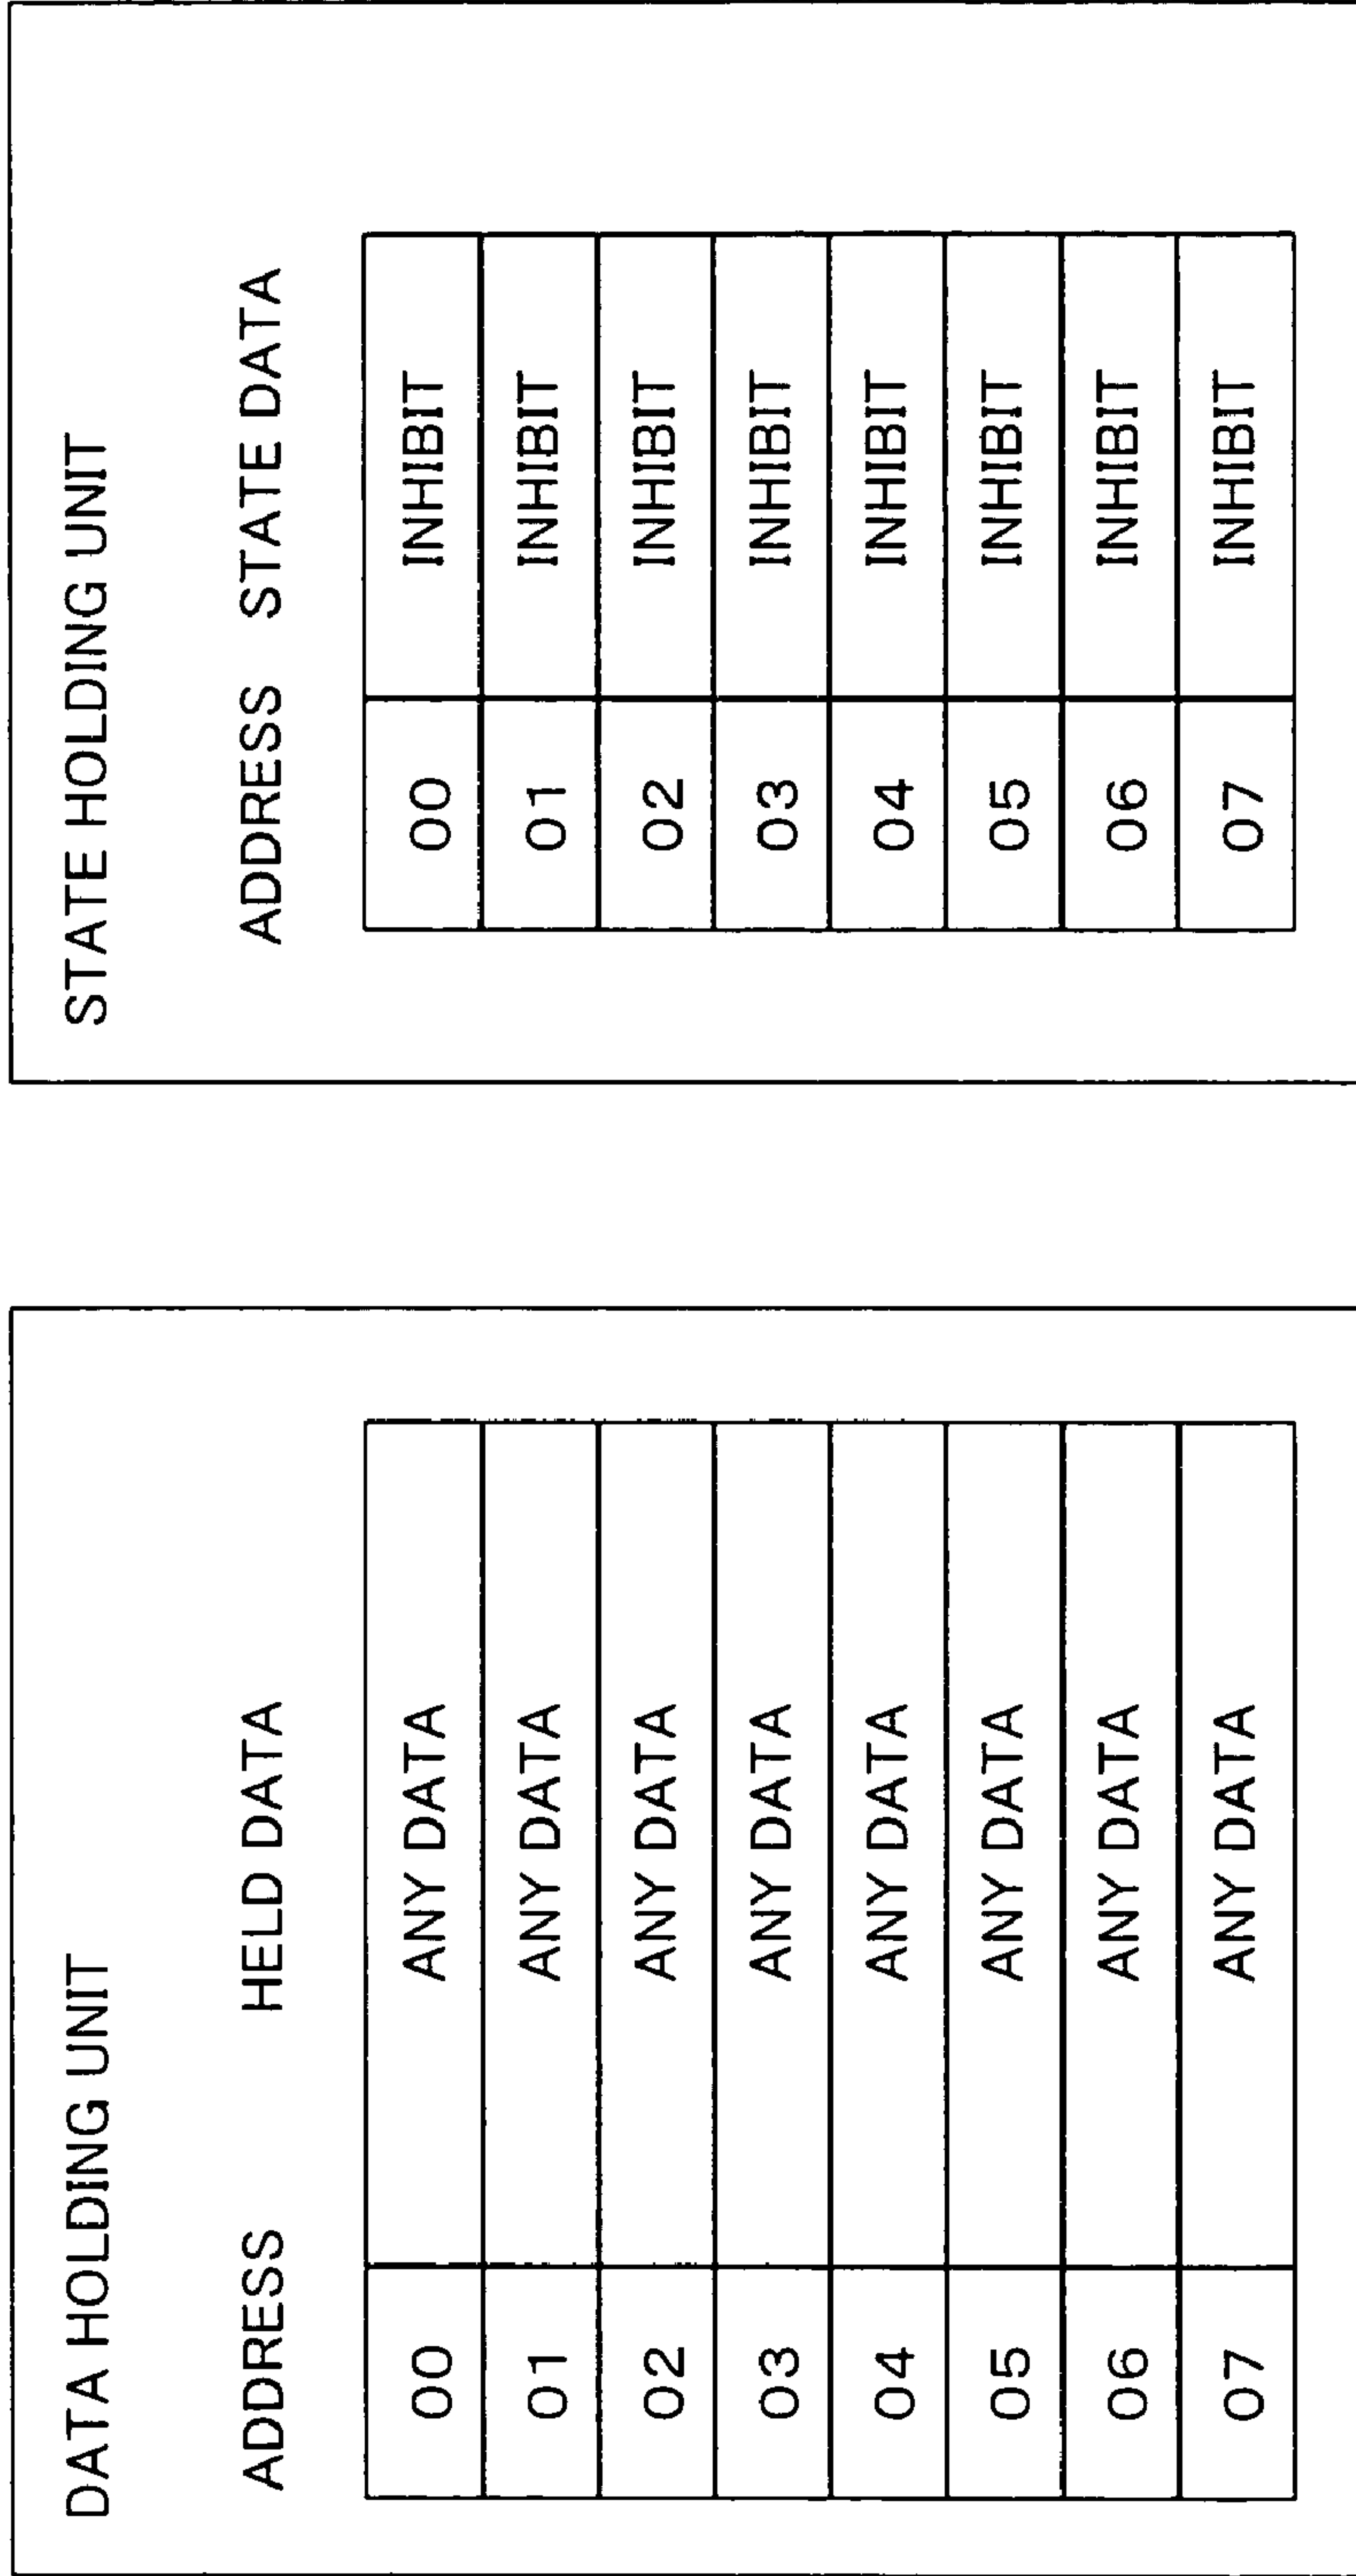 DATA HOLDING UNIT
ADDRESS HELD DATA
00 ANY DATA
01 ANY DATA
02 ANY DATA
03 ANY DATA
04 ANY DATA
05 ANY DATA
06 ANY DATA
07 ANY DATA
STATE HOLDING UNIT
ADDRESS STATE DATA
00 INHIBIT
01 INHIBIT
02 INHIBIT
03 INHIBIT
04 INHIBIT
05 INHIBIT
06 INHIBIT
07 INHIBIT